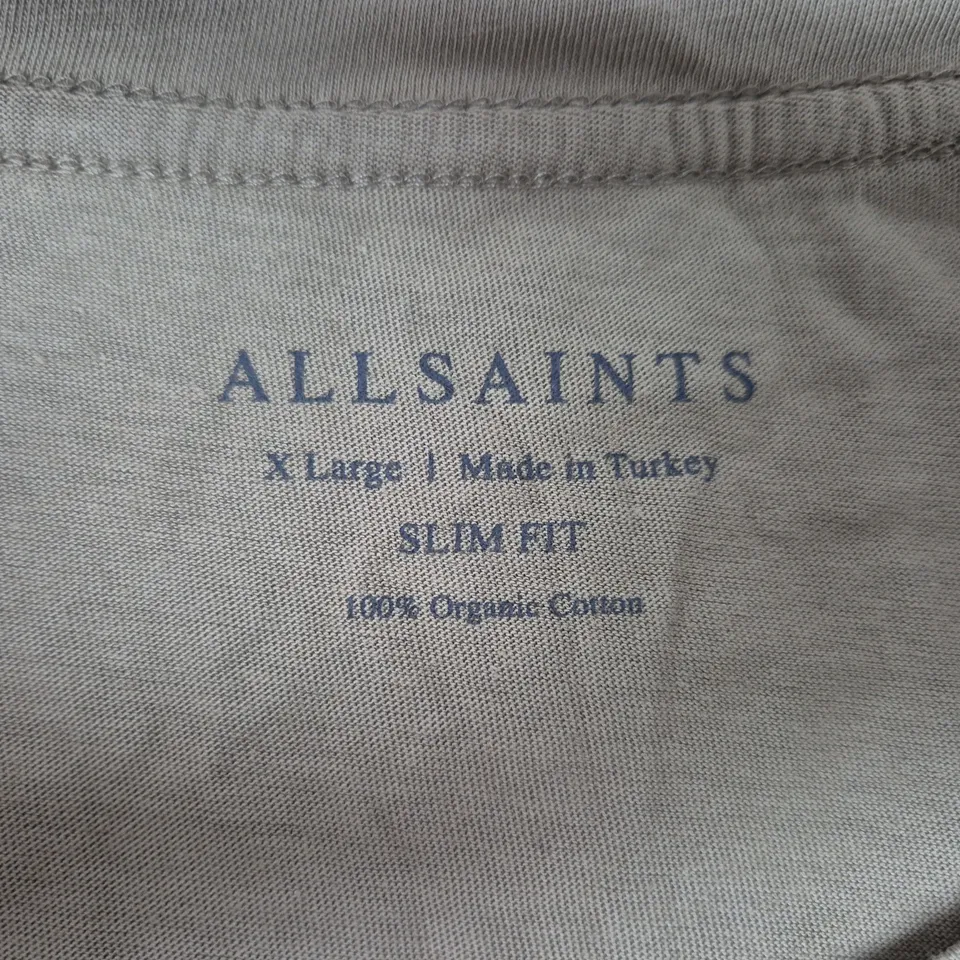 ALLSAINTS
X Large | Made in Turkey
SLIM FIT
100% Organic Cotton